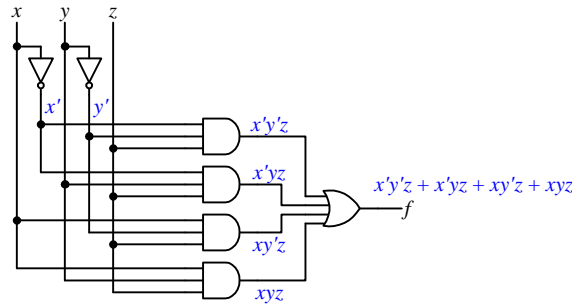 x y z
x' y'
x'y'z
x'yz
x'y'z + x'yz + xy'z + xyz
f
xy'z
xyz